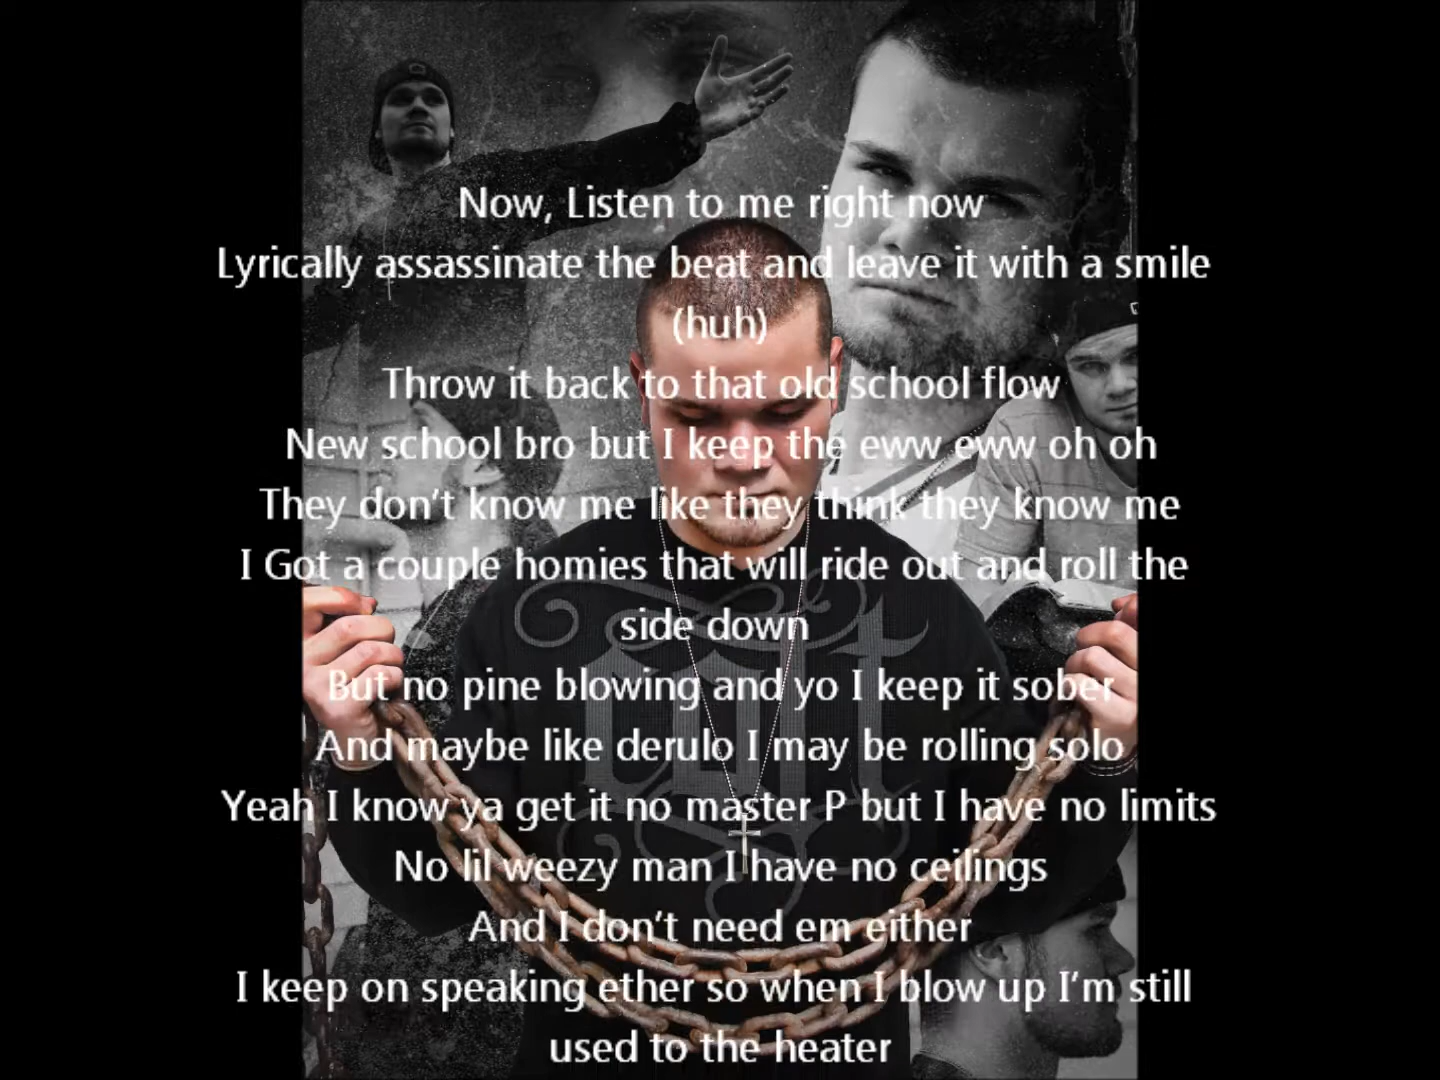 Now, Listen to me right now
Lyrically assassinate the beat and leave it with a smile
(huh)
Throw it back to that old school flow
New school bro but I keep the eww eww oh oh
They don’t know me like they think they know me
I Got a couple homies that will ride out and roll the
side down
But no pine blowing and yo I keep it sober
And maybe like derulo I may be rolling solo
Yeah I know ya get it no master P but I have no limits
No lil weezy man I have no ceilings
And I don’t need em either
I keep on speaking ether so when I blow up I’m still
used to the heater